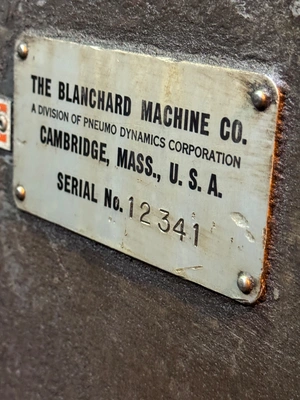 THE BLANCHARD MACHINE CO.
A DIVISION OF PNEUMO DYNAMICS CORPORATION
CAMBRIDGE, MASS., U. S. A.
SERIAL No. 12341